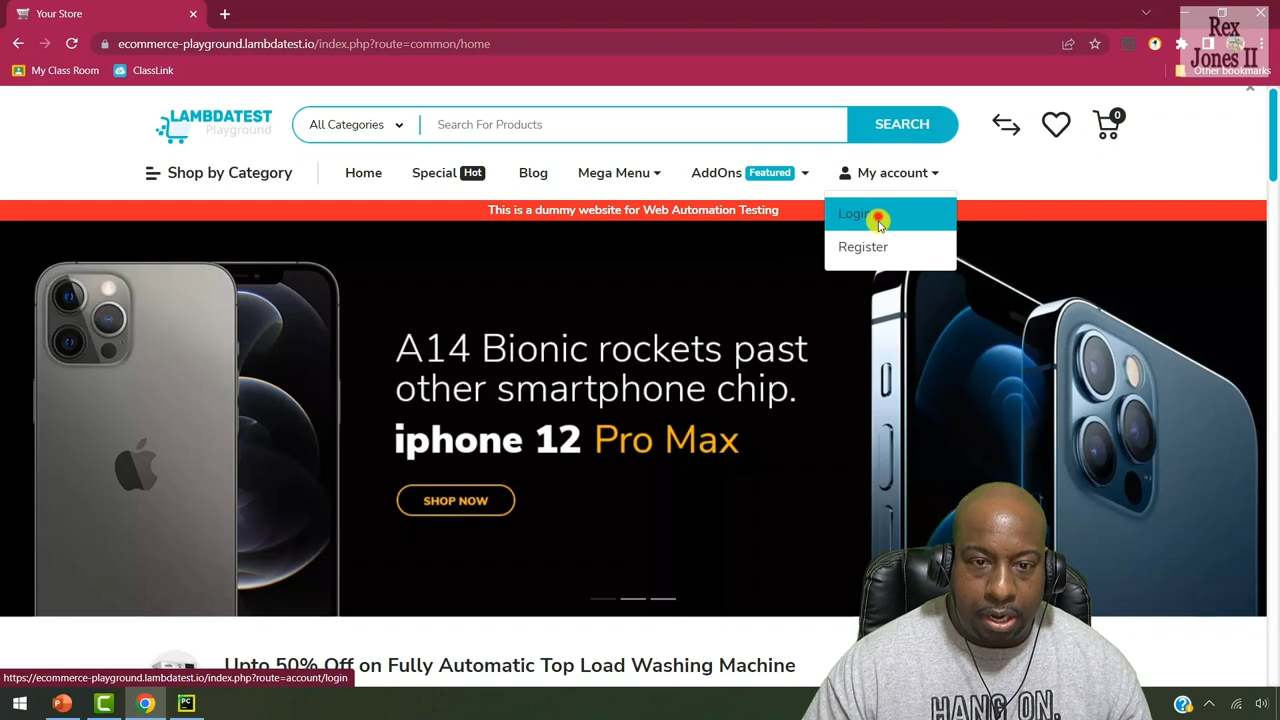 Your Store
Rex
Jones II
ecommerce-playground.lambdatest.io/index.php?route=common/home
My Class Room
ClassLink
Other bookmarks
LAMBDATEST
Playground
All Categories
Search For Products
SEARCH
0
Shop by Category
Home
Special Hot
Blog
Mega Menu
AddOns Featured
My account
This is a dummy website for Web Automation Testing
Login
Register
A14 Bionic rockets past
other smartphone chip.
iphone 12 Pro Max
SHOP NOW
Upto 50% Off on Fully Automatic Top Load Washing Machine
https://ecommerce-playground.lambdatest.io/index.php?route=account/login
HANG ON.